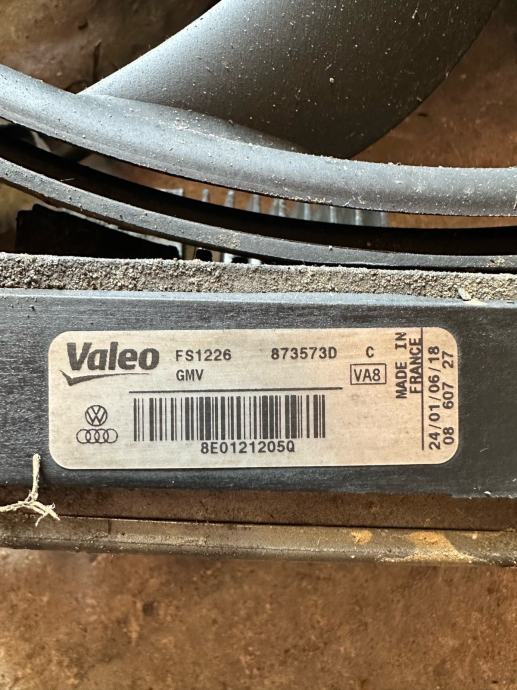 Valeo FS1226 873573D C
GMV VA8
8E0121205Q
MADE IN
FRANCE
24/01/06/18
08 607 27